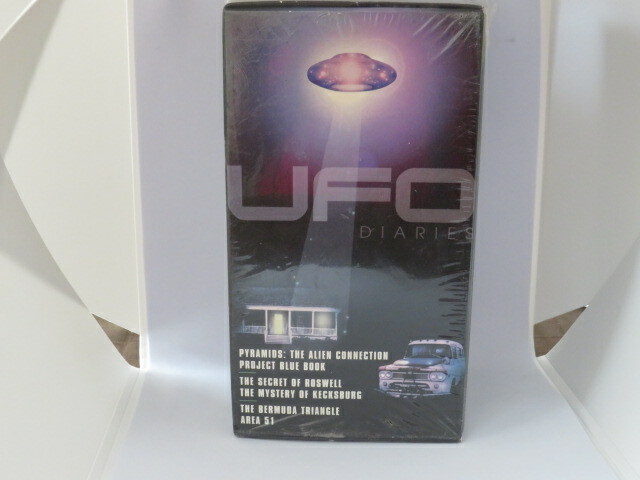 UFO
DIARIES
PYRAMIDS: THE ALIEN CONNECTION
PROJECT BLUE BOOK
THE SECRET OF ROSWELL
THE MYSTERY OF KECKSBURG
THE BERMUDA TRIANGLE
AREA 51